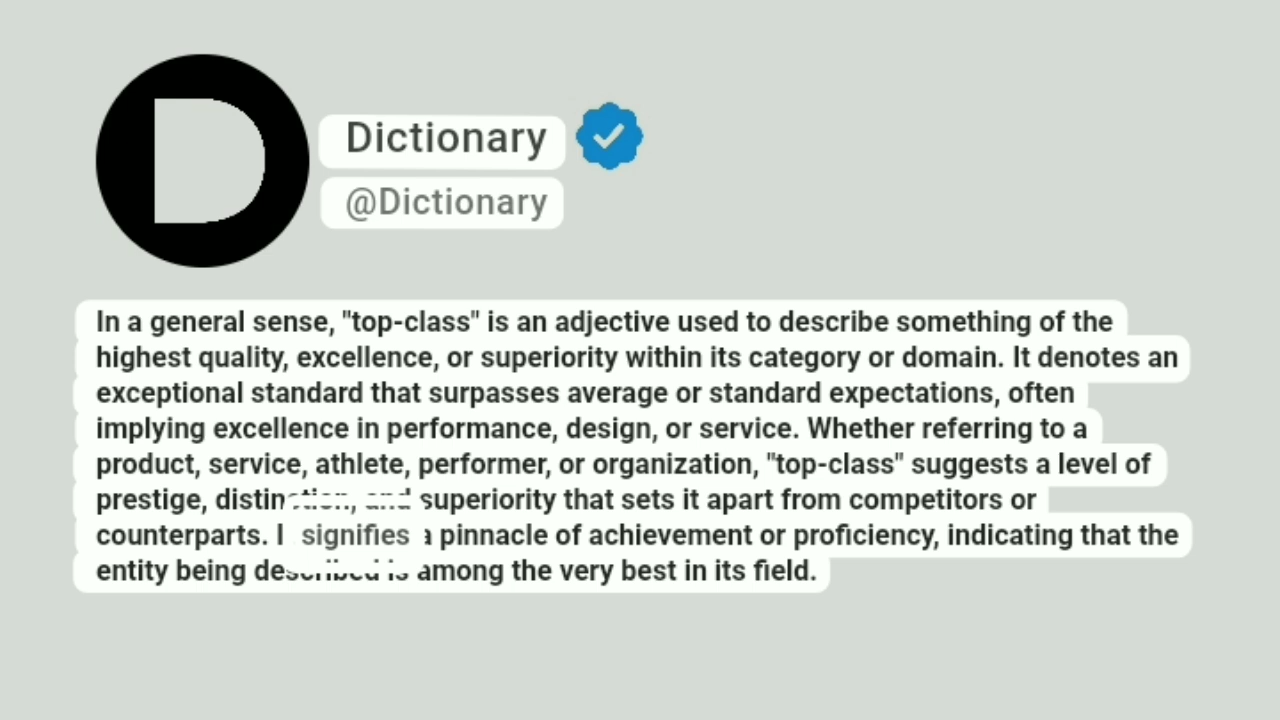 D
Dictionary
@Dictionary
In a general sense, "top-class" is an adjective used to describe something of the
highest quality, excellence, or superiority within its category or domain. It denotes an
exceptional standard that surpasses average or standard expectations, often
implying excellence in performance, design, or service. Whether referring to a
product, service, athlete, performer, or organization, "top-class" suggests a level of
prestige, distinction, and superiority that sets it apart from competitors or
counterparts. I signifies a pinnacle of achievement or proficiency, indicating that the
entity being described is among the very best in its field.